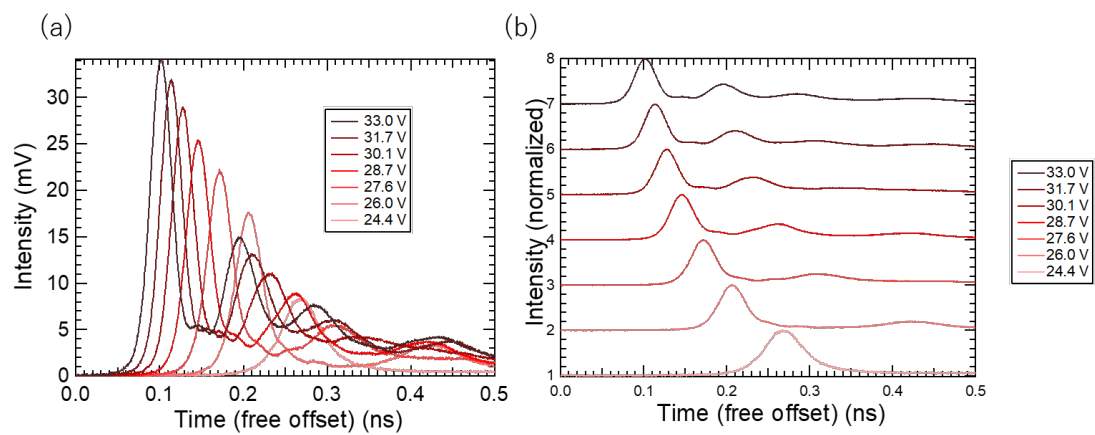 (a)
(b)
Intensity (mV)
30
25
20
15
10
5
0
0.0 0.1 0.2 0.3 0.4 0.5
Time (free offset) (ns)
33.0 V
31.7 V
30.1 V
28.7 V
27.6 V
26.0 V
24.4 V
Intensity (normalized)
8
7
6
5
4
3
2
1
0.0 0.1 0.2 0.3 0.4 0.5
Time (free offset) (ns)
33.0 V
31.7 V
30.1 V
28.7 V
27.6 V
26.0 V
24.4 V